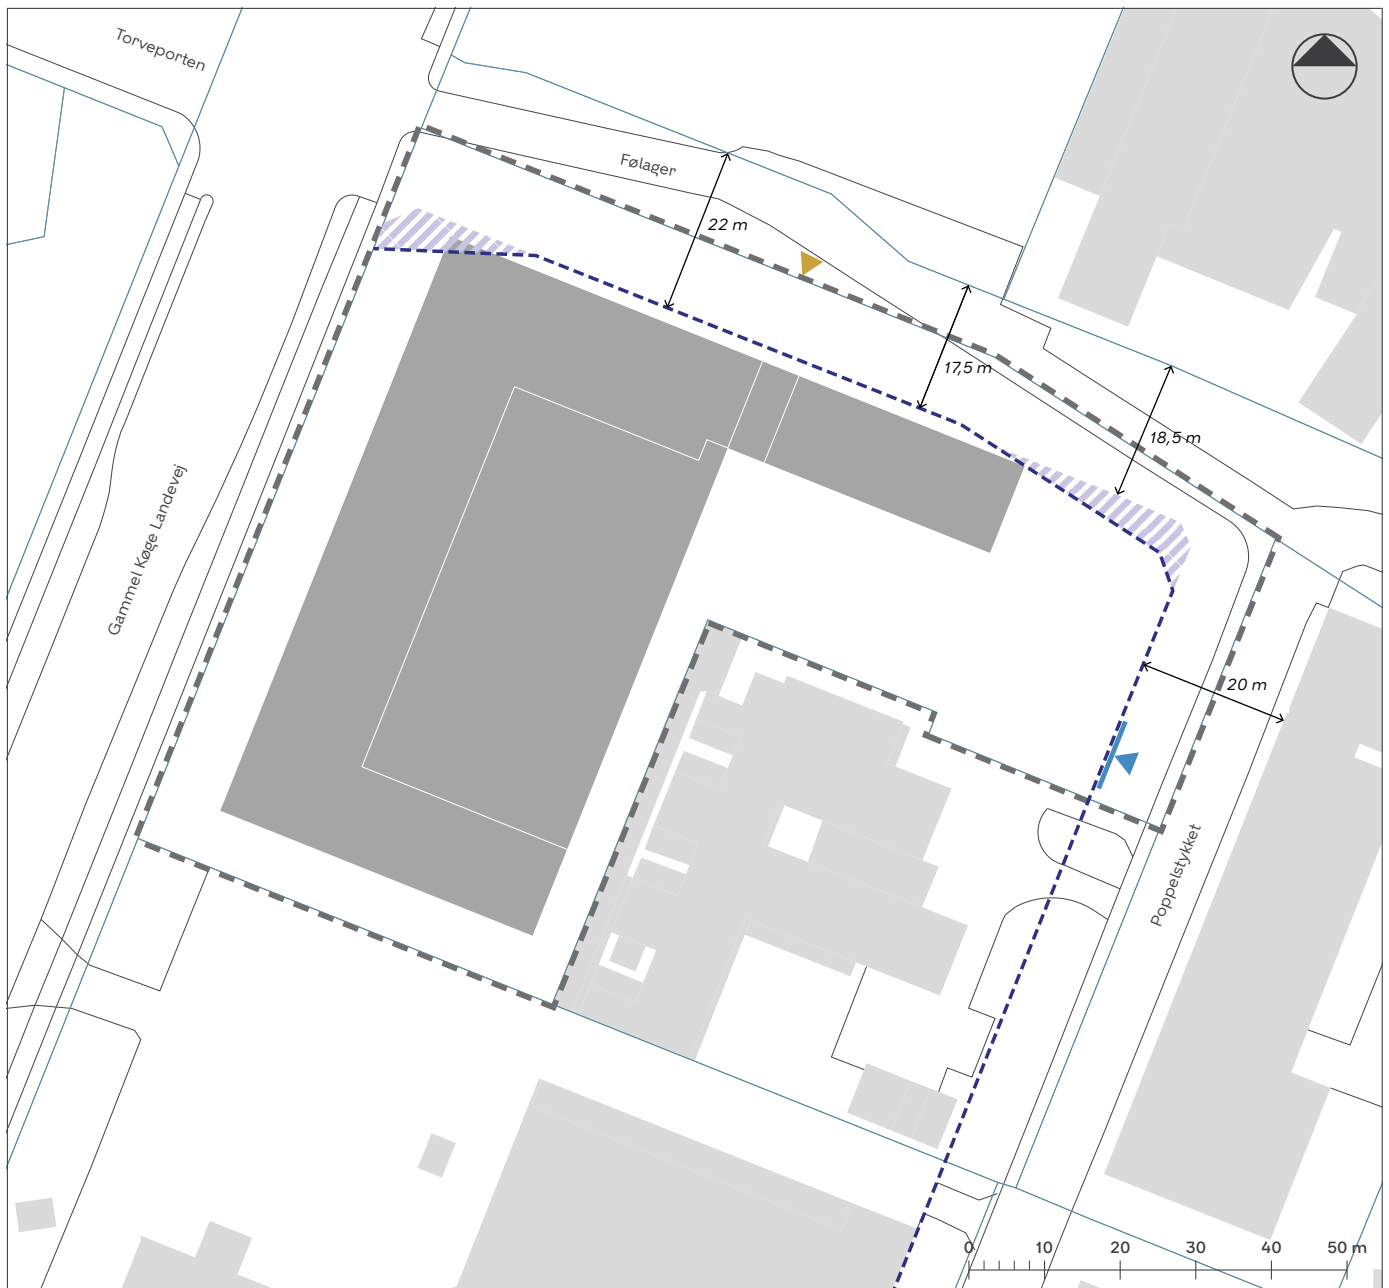 Torveporten
Følager
22 m
17,5 m
18,5 m
Gammel Køge Landevej
20 m
Poppelstykket
0 10 20 30 40 50 m